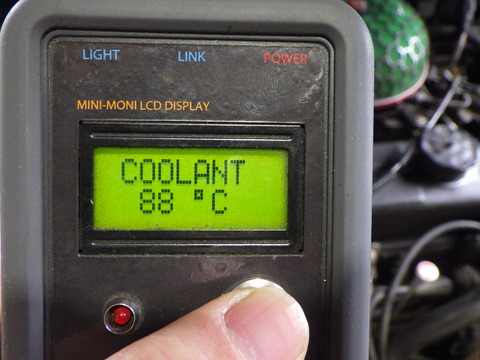 LIGHT LINK POWER
MINI-MONI LCD DISPLAY
COOLANT
88 °C